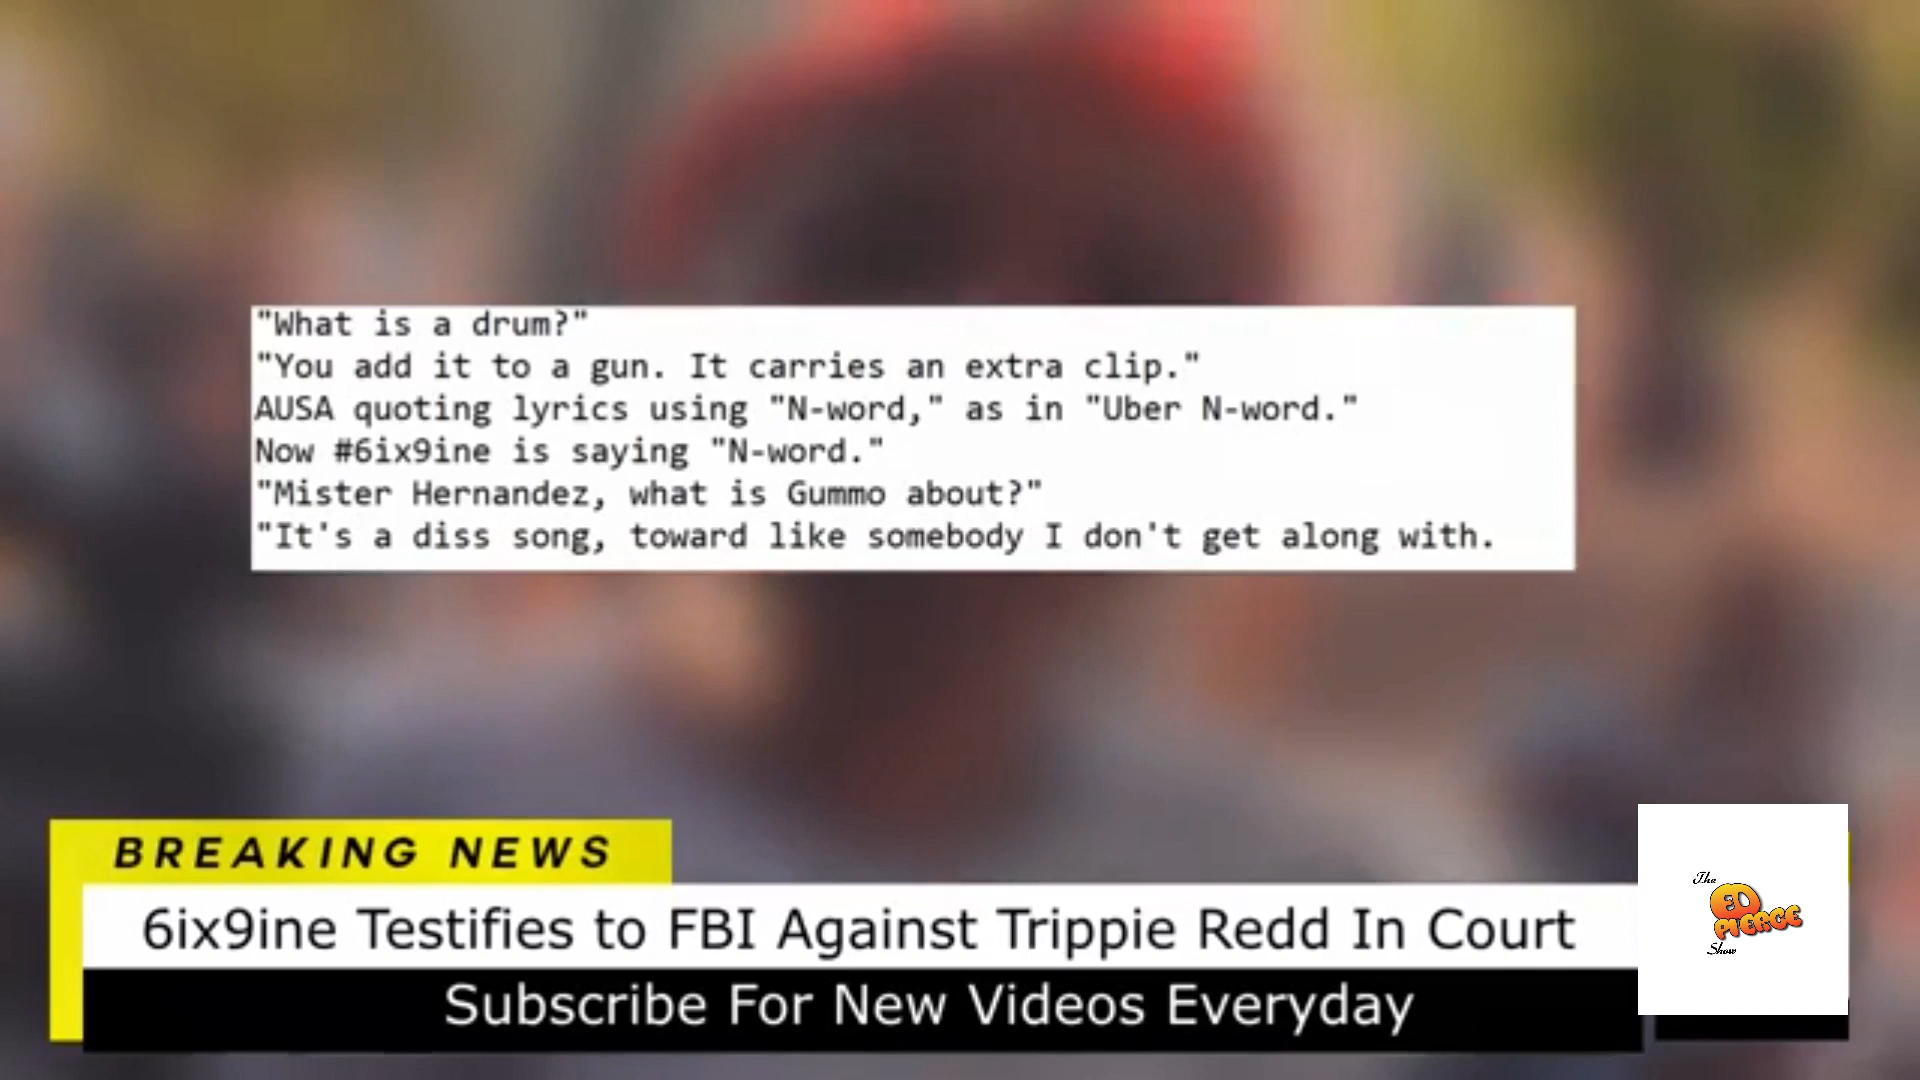 "What is a drum?"
"You add it to a gun. It carries an extra clip."
AUSA quoting lyrics using "N-word," as in "Uber N-word."
Now #6ix9ine is saying "N-word."
"Mister Hernandez, what is Gummo about?"
"It's a diss song, toward like somebody I don't get along with.
BREAKING NEWS
6ix9ine Testifies to FBI Against Trippie Redd In Court
Subscribe For New Videos Everyday
The
ED
PIERCE
Show